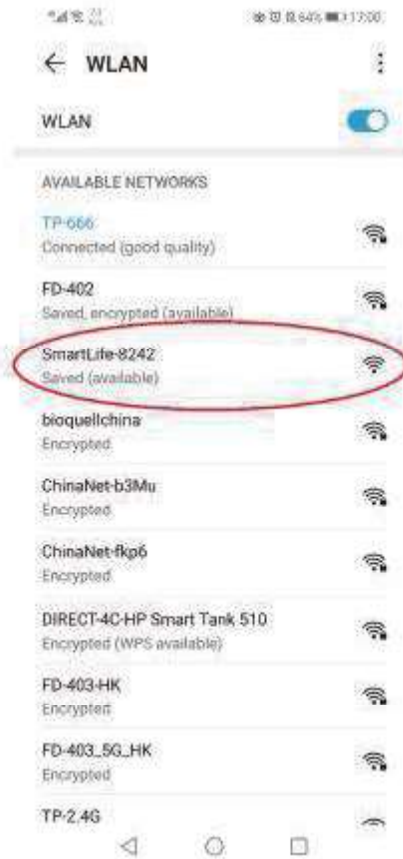 64% 17:00
WLAN
WLAN
AVAILABLE NETWORKS
TP-666
Connected (good quality)
FD-402
Saved, encrypted (available)
SmartLife-8242
Saved (available)
bioquellchina
Encrypted
ChinaNet-b3Mu
Encrypted
ChinaNet-fkp6
Encrypted
DIRECT-4C-HP Smart Tank 510
Encrypted (WPS available)
FD-403-HK
Encrypted
FD-403_5G_HK
Encrypted
TP-2.4G